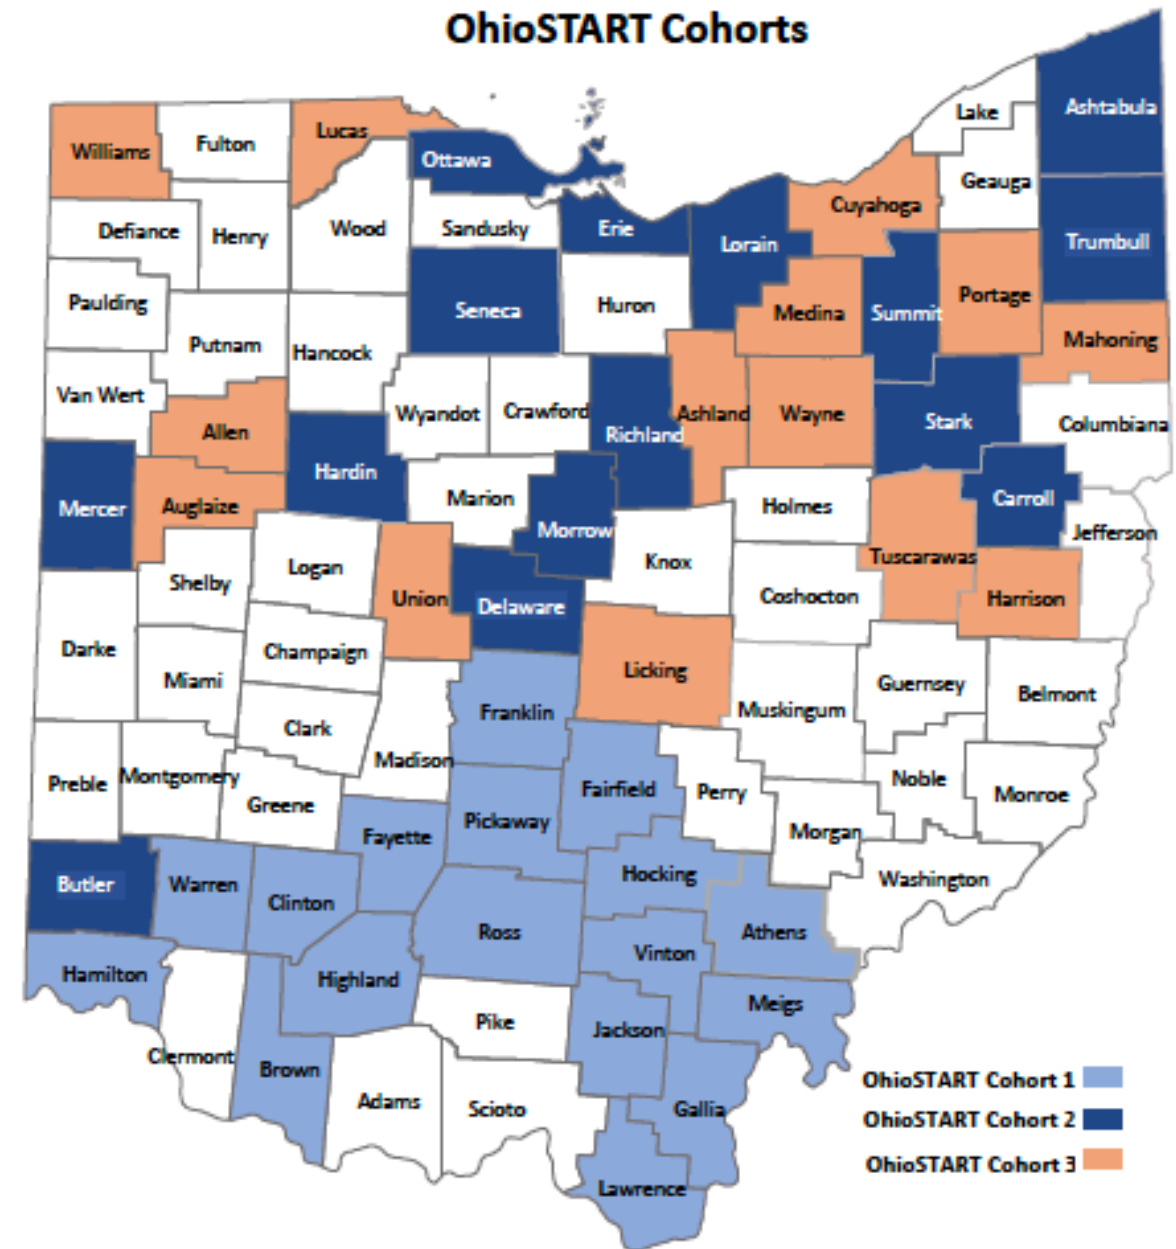 OhioSTART Cohorts
Lake
Ashtabula
Williams
Fulton
Lucas
Ottawa
Geauga
Cuyahoga
Defiance
Henry
Wood
Sandusky
Erie
Lorain
Trumbull
Paulding
Seneca
Huron
Medina
Summit
Portage
Putnam
Hancock
Mahoning
Van Wert
Wyandot
Crawford
Richland
Ashland
Wayne
Stark
Columbiana
Allen
Hardin
Mercer
Auglaize
Marion
Morrow
Holmes
Carroll
Jefferson
Shelby
Logan
Union
Delaware
Knox
Coshocton
Tuscarawas
Harrison
Darke
Champaign
Licking
Miami
Franklin
Muskingum
Guernsey
Belmont
Clark
Preble
Montgomery
Madison
Greene
Pickaway
Fairfield
Perry
Noble
Monroe
Fayette
Morgan
Butler
Warren
Clinton
Hocking
Washington
Ross
Athens
Hamilton
Highland
Vinton
Pike
Jackson
Meigs
Clermont
Brown
Adams
Scioto
Gallia
Lawrence
OhioSTART Cohort 1
OhioSTART Cohort 2
OhioSTART Cohort 3